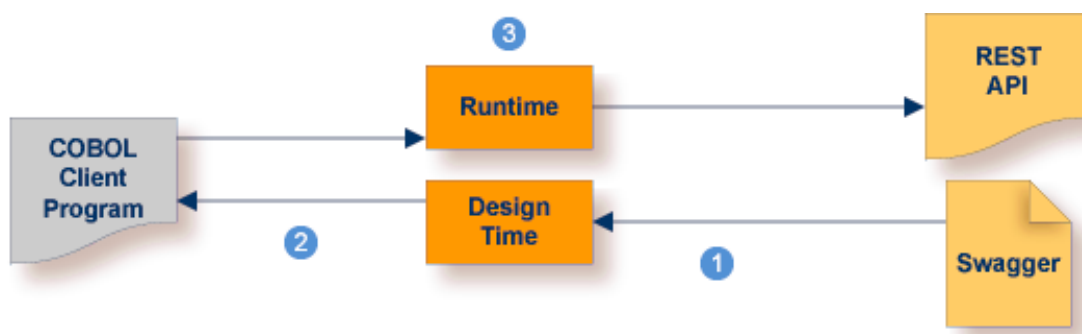 3
REST
API
Runtime
COBOL
Client
Program
Design
Time
2
1
Swagger